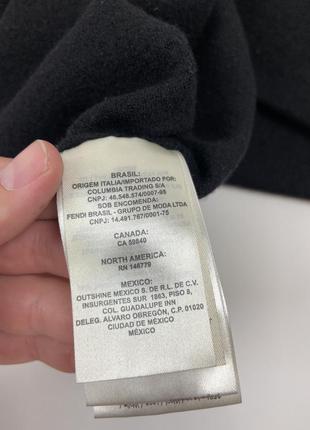 BRASIL:
ORIGEM ITALIA/IMPORTADO POR:
COLUMBIA TRADING S/A
CNPJ: 46.548.574/0007-95
SOB ENCOMENDA:
FENDI BRASIL - GRUPO DE MODA LTDA
CNPJ: 14.491.767/0001-75
CANADA:
CA 59840
NORTH AMERICA:
RN 146779
MEXICO:
OUTSHINE MEXICO S. DE R.L. DE C.V.
INSURGENTES SUR 1863, PISO 8,
COL. GUADALUPE INN
DELEG. ALVARO OBREGÓN, C.P. 01020
CIUDAD DE MÉXICO
MÉXICO